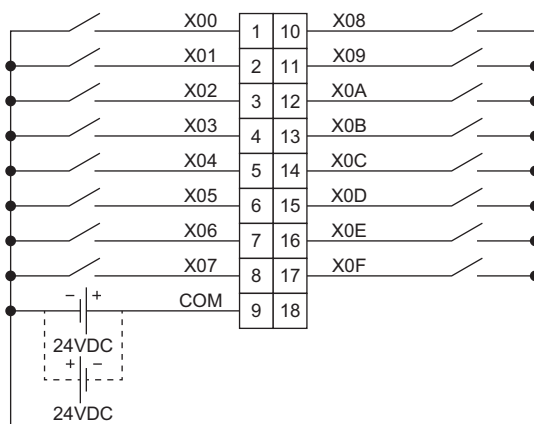 X00 1 10 X08
X01 2 11 X09
X02 3 12 X0A
X03 4 13 X0B
X04 5 14 X0C
X05 6 15 X0D
X06 7 16 X0E
X07 8 17 X0F
COM 9 18
− +
24VDC
+ −
24VDC